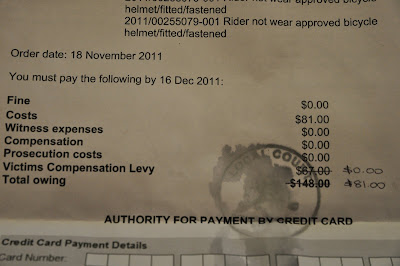 2011/00255079-001 Rider not wear approved bicycle
helmet/fitted/fastened
2011/00255079-001 Rider not wear approved bicycle
helmet/fitted/fastened
Order date: 18 November 2011
You must pay the following by 16 Dec 2011:
Fine $0.00
Costs $81.00
Witness expenses $0.00
Compensation $0.00
Prosecution costs $0.00
Victims Compensation Levy $67.00 $0.00
Total owing $148.00 $81.00
LOCAL COURT
AUTHORITY FOR PAYMENT BY CREDIT CARD
Credit Card Payment Details
Card Number: